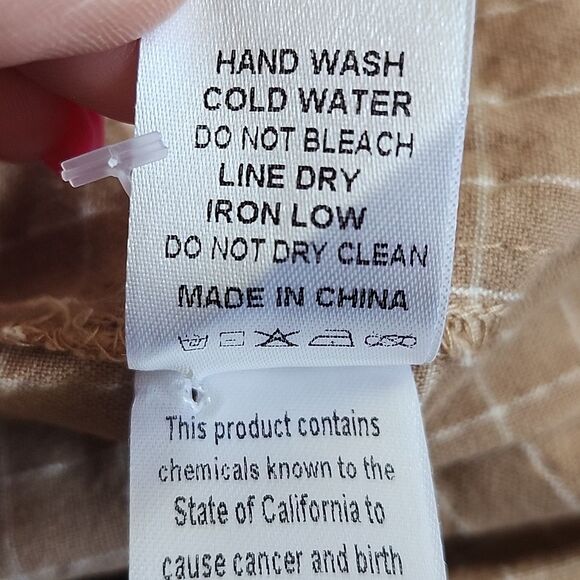 HAND WASH
COLD WATER
DO NOT BLEACH
LINE DRY
IRON LOW
DO NOT DRY CLEAN
MADE IN CHINA
This product contains
chemicals known to the
State of California to
cause cancer and birth